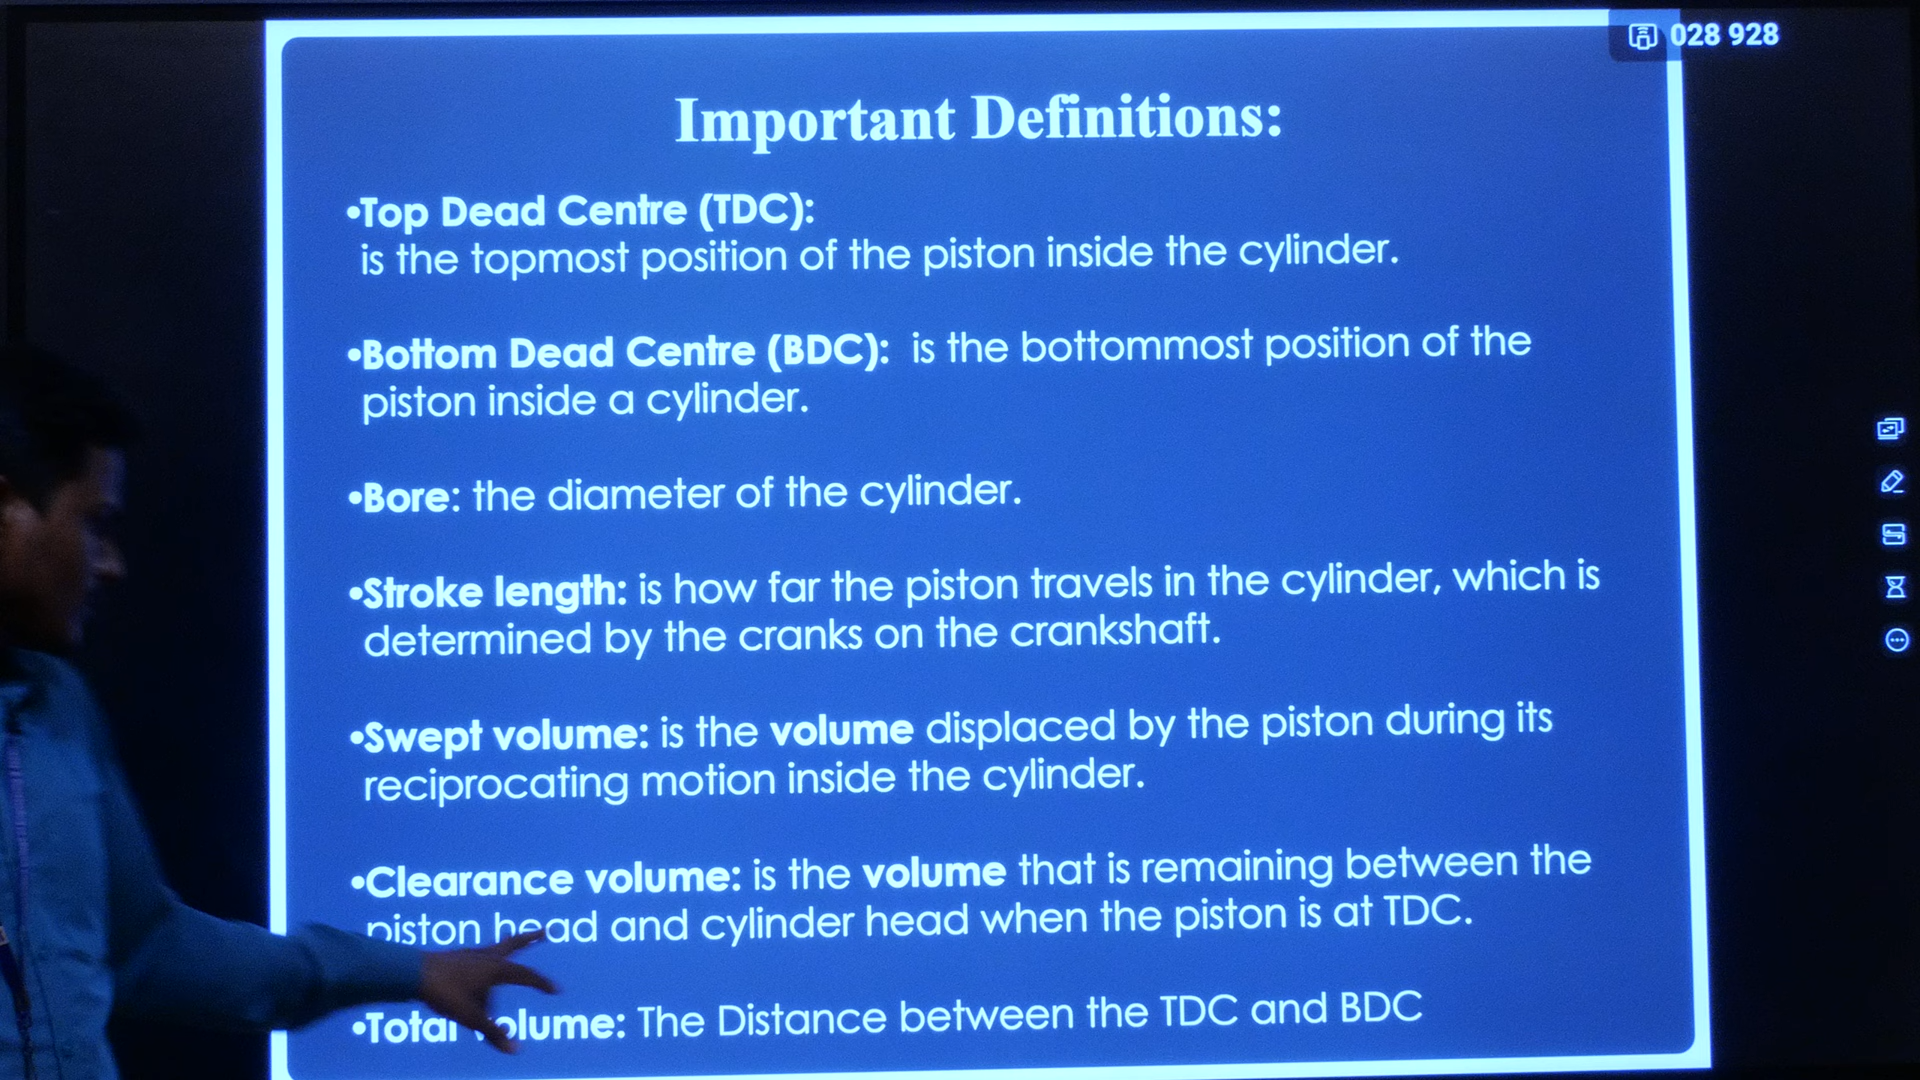 028 928
Important Definitions:
•Top Dead Centre (TDC):
is the topmost position of the piston inside the cylinder.
•Bottom Dead Centre (BDC): is the bottommost position of the
piston inside a cylinder.
•Bore: the diameter of the cylinder.
•Stroke length: is how far the piston travels in the cylinder, which is
determined by the cranks on the crankshaft.
•Swept volume: is the volume displaced by the piston during its
reciprocating motion inside the cylinder.
•Clearance volume: is the volume that is remaining between the
piston head and cylinder head when the piston is at TDC.
•Total volume: The Distance between the TDC and BDC